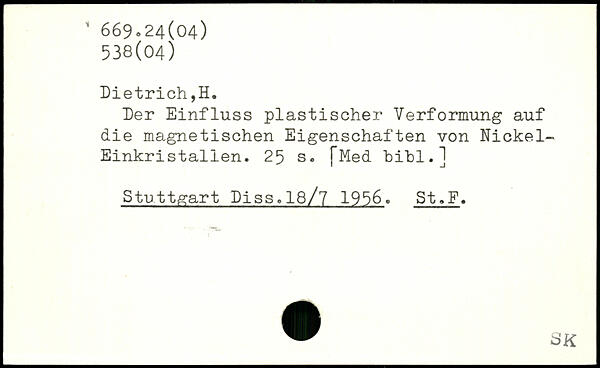 669.24(04)
538(04)
Dietrich,H.
Der Einfluss plastischer Verformung auf
die magnetischen Eigenschaften von Nickel-
Einkristallen. 25 s. [Med bibl.]
Stuttgart Diss.18/7 1956. St.F.
SK